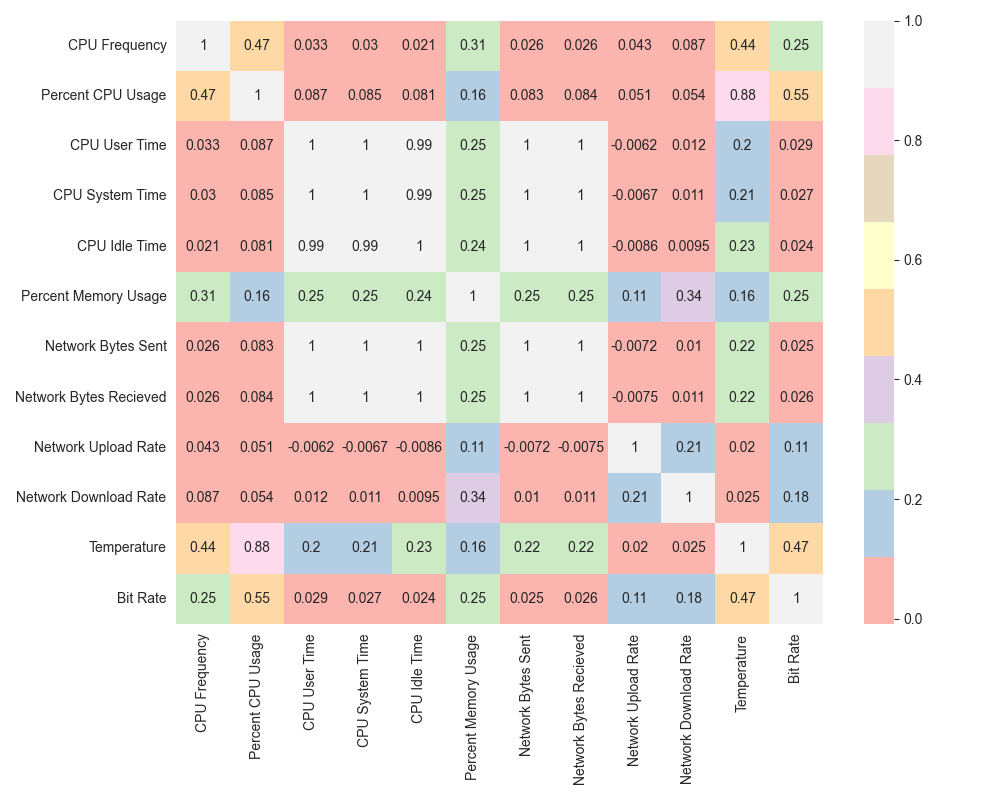 CPU Frequency 1 0.47 0.033 0.03 0.021 0.31 0.026 0.026 0.043 0.087 0.44 0.25
Percent CPU Usage 0.47 1 0.087 0.085 0.081 0.16 0.083 0.084 0.051 0.054 0.88 0.55
CPU User Time 0.033 0.087 1 1 0.99 0.25 1 1 -0.0062 0.012 0.2 0.029
CPU System Time 0.03 0.085 1 1 0.99 0.25 1 1 -0.0067 0.011 0.21 0.027
CPU Idle Time 0.021 0.081 0.99 0.99 1 0.24 1 1 -0.0086 0.0095 0.23 0.024
Percent Memory Usage 0.31 0.16 0.25 0.25 0.24 1 0.25 0.25 0.11 0.34 0.16 0.25
Network Bytes Sent 0.026 0.083 1 1 1 0.25 1 1 -0.0072 0.01 0.22 0.025
Network Bytes Recieved 0.026 0.084 1 1 1 0.25 1 1 -0.0075 0.011 0.22 0.026
Network Upload Rate 0.043 0.051 -0.0062 -0.0067 -0.0086 0.11 -0.0072 -0.0075 1 0.21 0.02 0.11
Network Download Rate 0.087 0.054 0.012 0.011 0.0095 0.34 0.01 0.011 0.21 1 0.025 0.18
Temperature 0.44 0.88 0.2 0.21 0.23 0.16 0.22 0.22 0.02 0.025 1 0.47
Bit Rate 0.25 0.55 0.029 0.027 0.024 0.25 0.025 0.026 0.11 0.18 0.47 1
CPU Frequency
Percent CPU Usage
CPU User Time
CPU System Time
CPU Idle Time
Percent Memory Usage
Network Bytes Sent
Network Bytes Recieved
Network Upload Rate
Network Download Rate
Temperature
Bit Rate
1.0
0.8
0.6
0.4
0.2
0.0